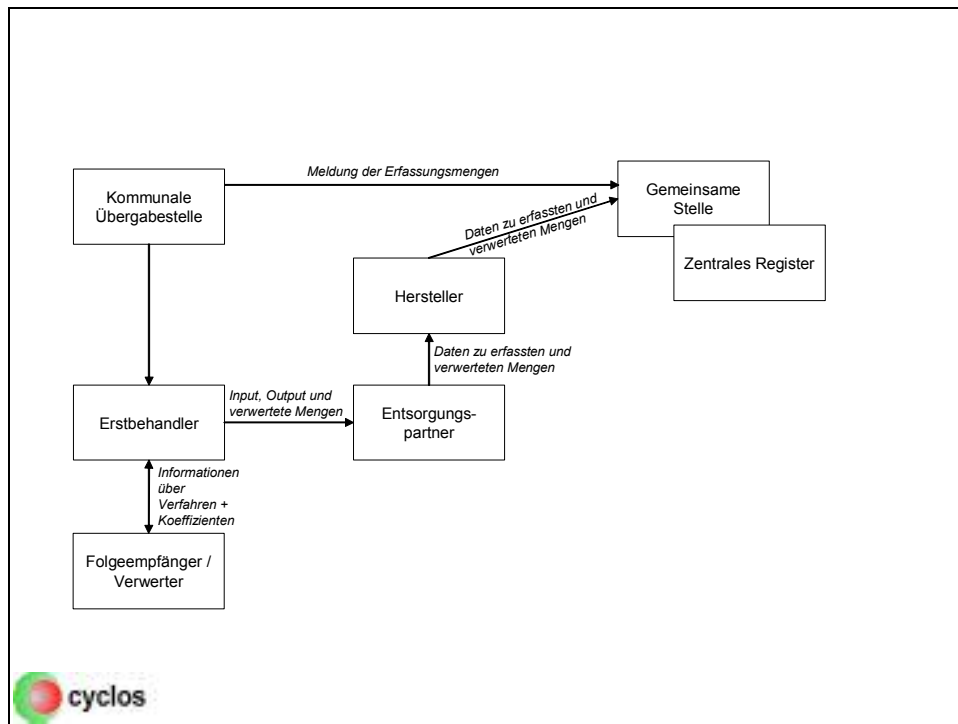 Kommunale
Übergabestelle
Meldung der Erfassungsmengen
Gemeinsame
Stelle
Zentrales Register
Daten zu erfassten und
verwerteten Mengen
Hersteller
Daten zu erfassten und
verwerteten Mengen
Erstbehandler
Input, Output und
verwertete Mengen
Entsorgungs-
partner
Informationen
über
Verfahren +
Koeffizienten
Folgeempfänger /
Verwerter
cyclos